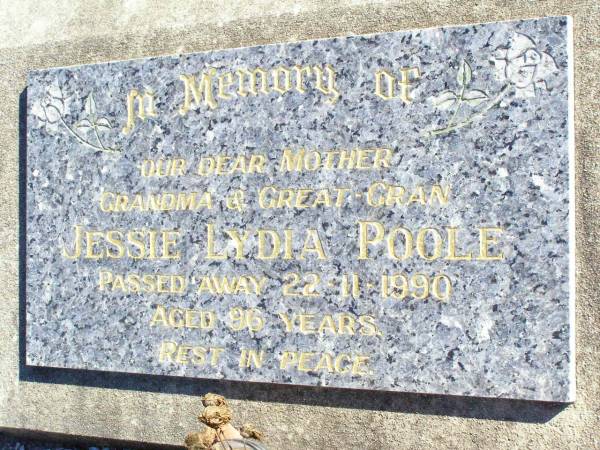 In Memory of
OUR DEAR MOTHER
GRANDMA & GREAT-GRAN
JESSIE LYDIA POOLE
PASSED AWAY 22-11-1990
AGED 96 YEARS.
REST IN PEACE.